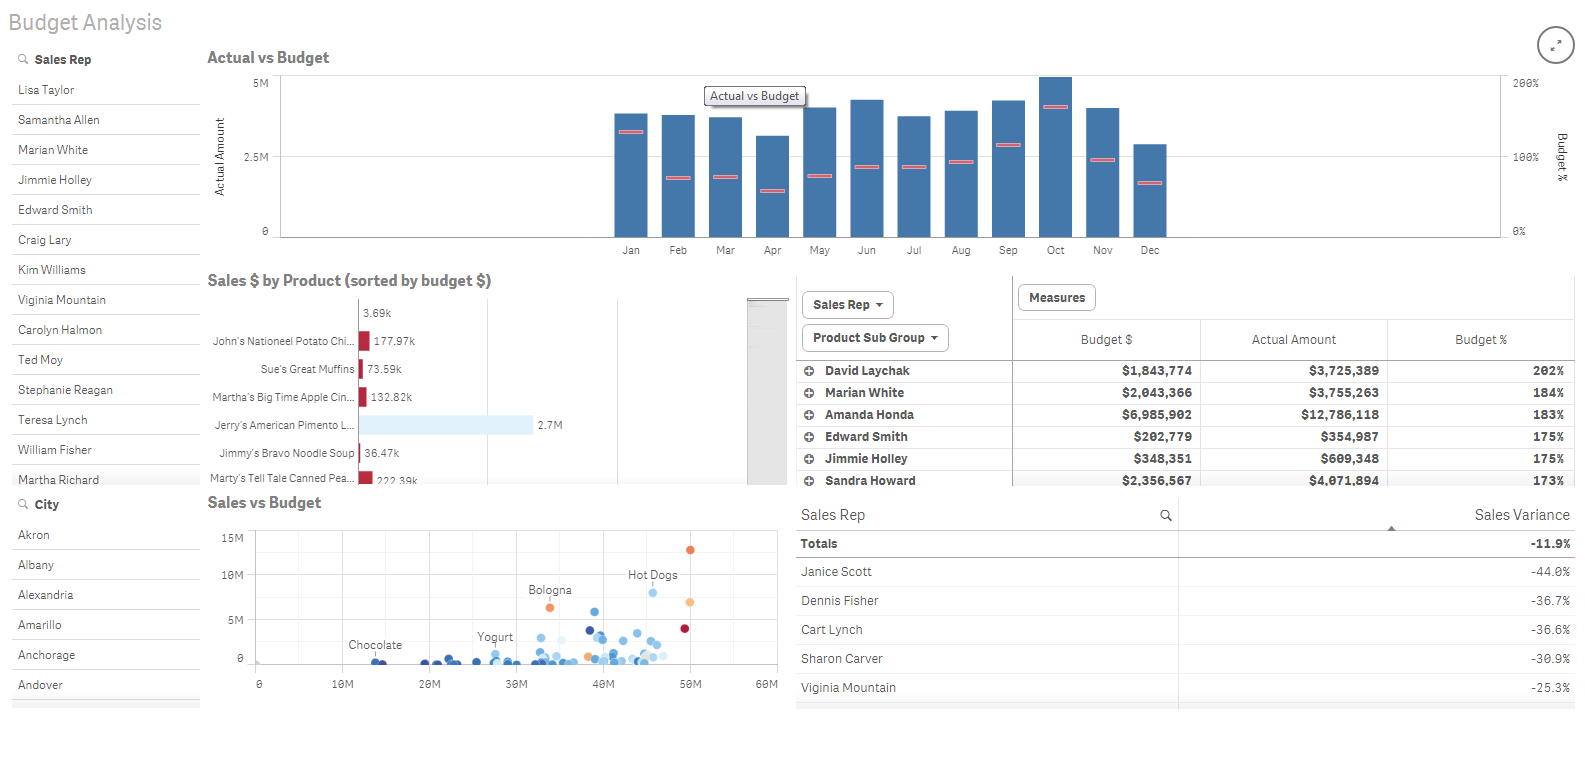 Budget Analysis
Sales Rep
Lisa Taylor
Samantha Allen
Marian White
Jimmie Holley
Edward Smith
Craig Lary
Kim Williams
Viginia Mountain
Carolyn Halmon
Ted Moy
Stephanie Reagan
Teresa Lynch
William Fisher
Martha Richard
City
Akron
Albany
Alexandria
Amarillo
Anchorage
Andover
Actual vs Budget
Actual vs Budget
Actual Amount
5M
2.5M
0
200%
100%
0%
Budget %
Jan Feb Mar Apr May Jun Jul Aug Sep Oct Nov Dec
Sales $ by Product (sorted by budget $)
3.69k
John's Nationeel Potato Chi... 177.97k
Sue's Great Muffins 73.59k
Martha's Big Time Apple Cin... 132.82k
Jerry's American Pimento L... 2.7M
Jimmy's Bravo Noodle Soup 36.47k
Marty's Tell Tale Canned Pea... 222.39k
Sales Rep
Product Sub Group
Measures
Budget $ Actual Amount Budget %
David Laychak $1,843,774 $3,725,389 202%
Marian White $2,043,366 $3,755,263 184%
Amanda Honda $6,985,902 $12,786,118 183%
Edward Smith $202,779 $354,987 175%
Jimmie Holley $348,351 $609,348 175%
Sandra Howard $2,356,567 $4,071,894 173%
Sales vs Budget
15M
10M
5M
0
Chocolate
Yogurt
Bologna
Hot Dogs
0 10M 20M 30M 40M 50M 60M
Sales Rep Sales Variance
Totals -11.9%
Janice Scott -44.0%
Dennis Fisher -36.7%
Cart Lynch -36.6%
Sharon Carver -30.9%
Viginia Mountain -25.3%